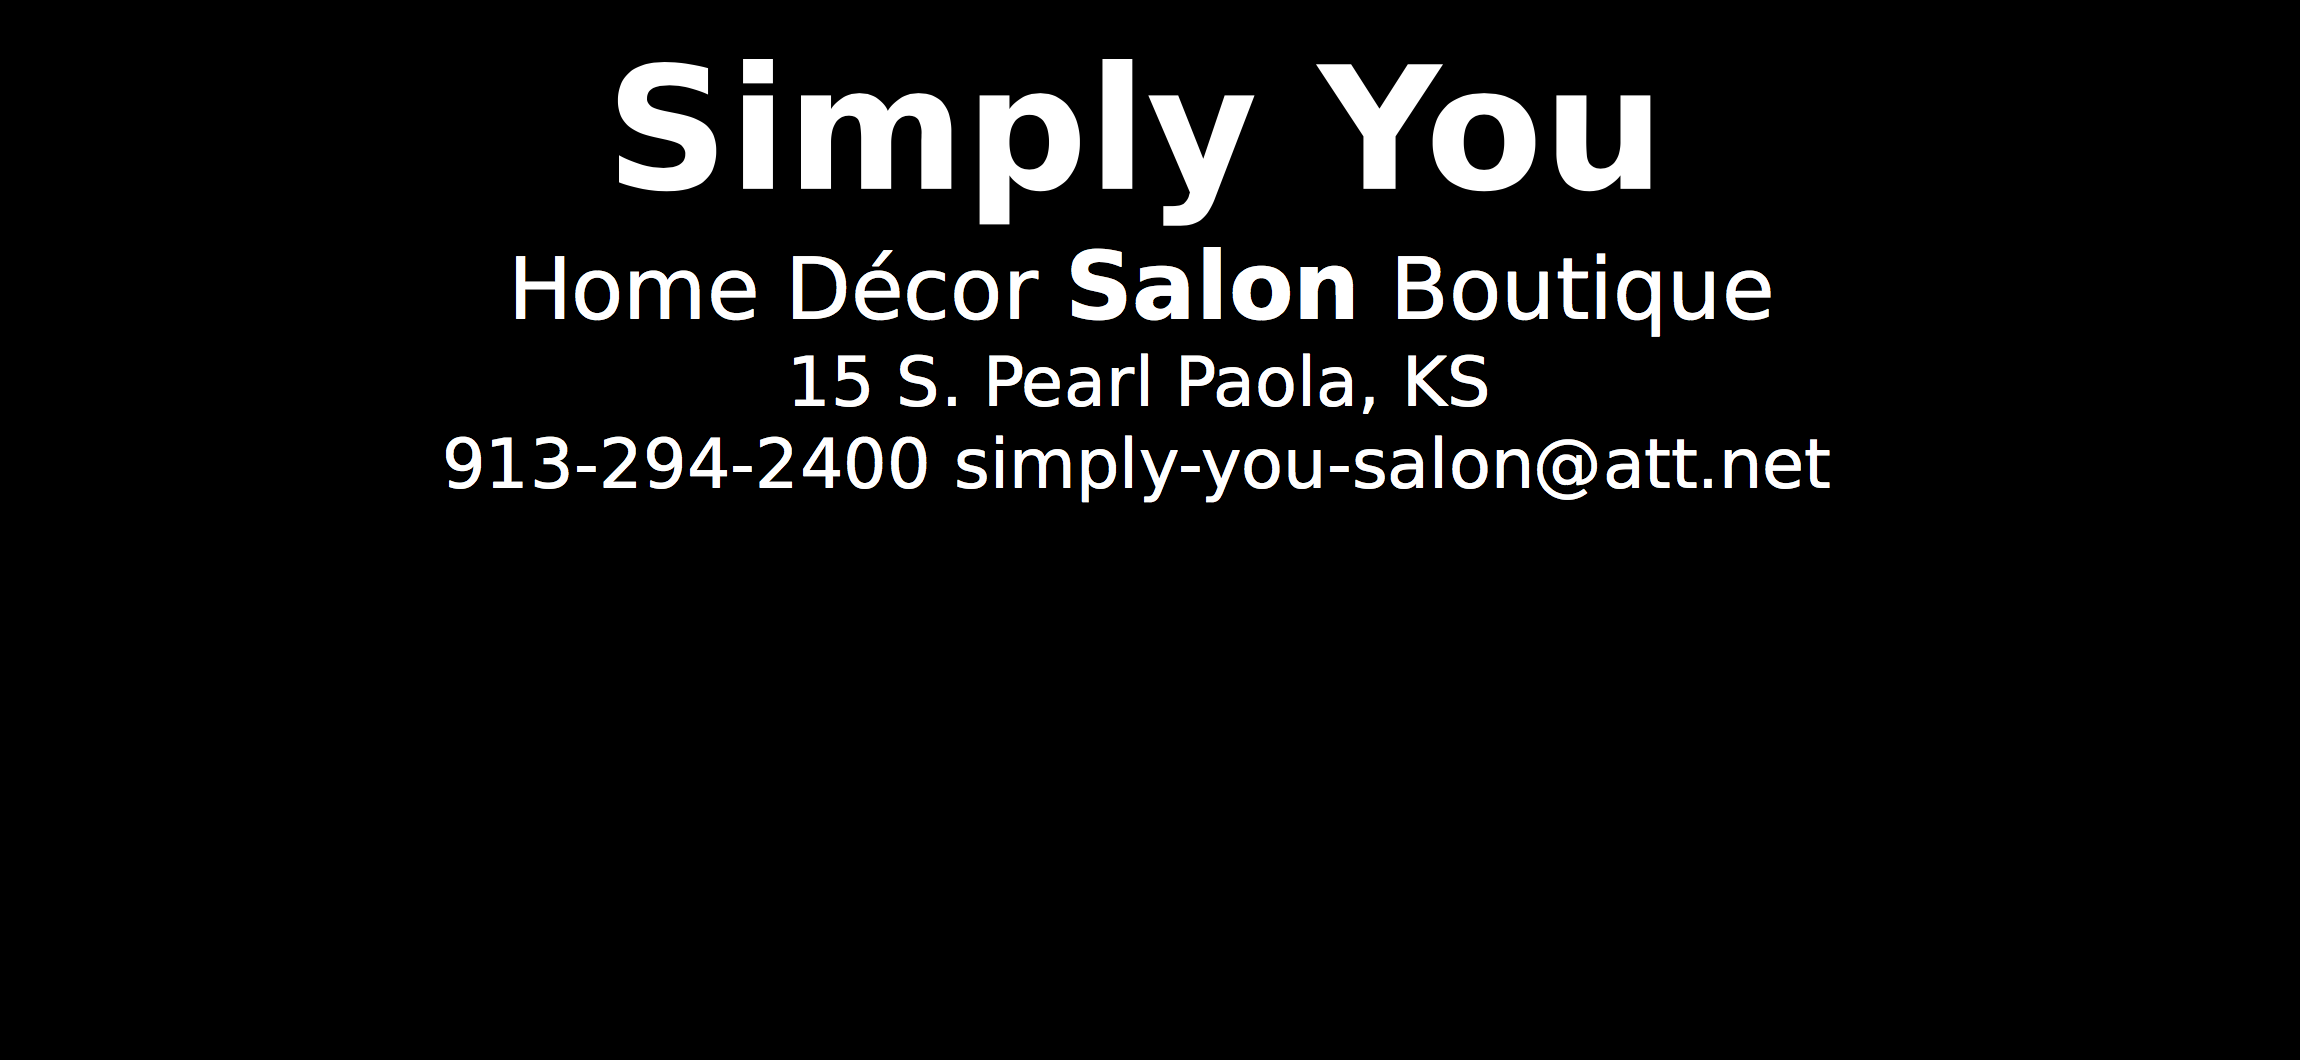 Simply You
Home Décor Salon Boutique
15 S. Pearl Paola, KS
913-294-2400 simply-you-salon@att.net